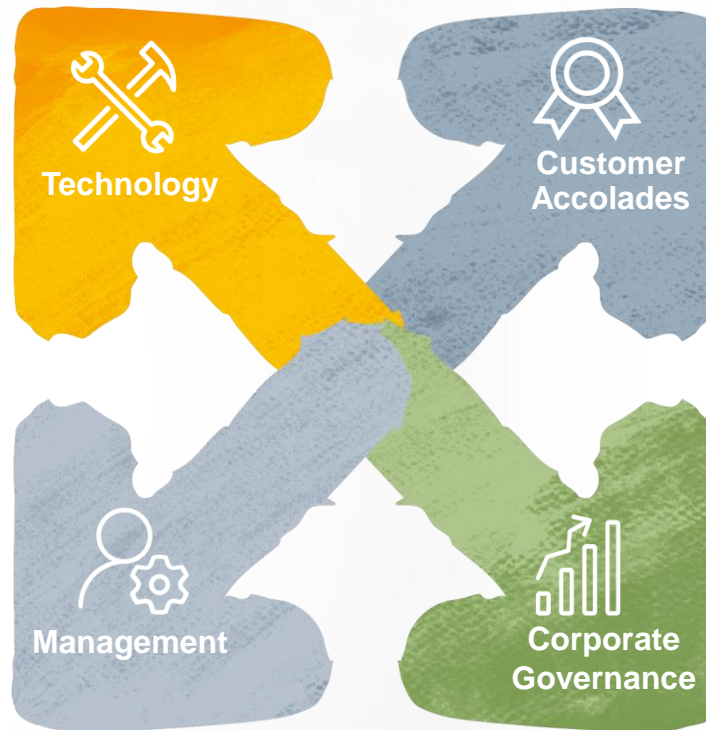 Technology
Customer
Accolades
Management
Corporate
Governance